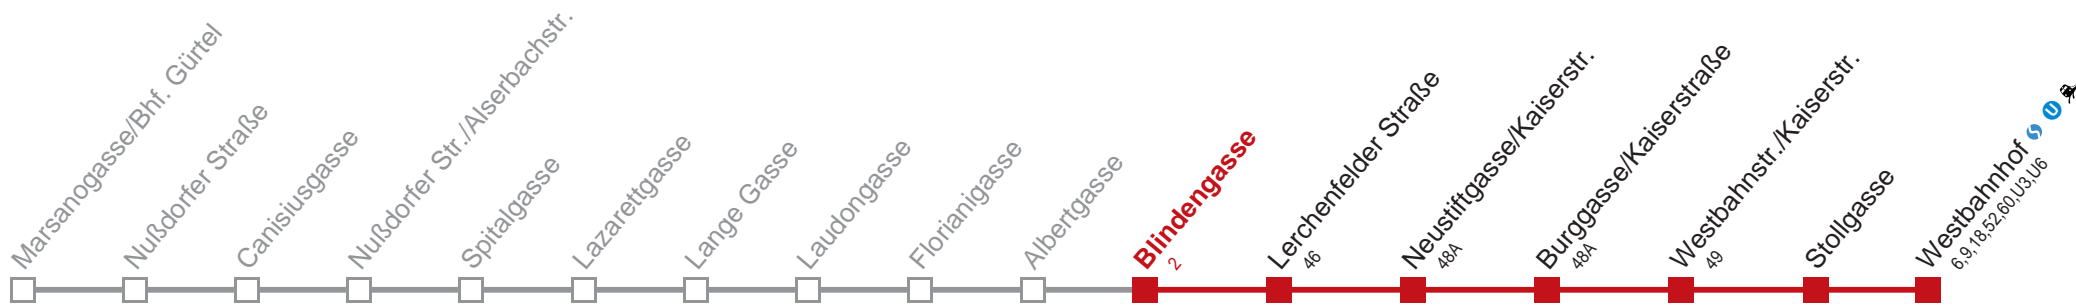 Marsanogasse/Bhf. Gürtel
Nußdorfer Straße
Canisiusgasse
Nußdorfer Str./Alserbachstr.
Spitalgasse
Lazarettgasse
Lange Gasse
Laudongasse
Florianigasse
Albertgasse
Blindengasse
2
Lerchenfelder Straße
46
Neustiftgasse/Kaiserstr.
48A
Burggasse/Kaiserstraße
48A
Westbahnstr./Kaiserstr.
49
Stollgasse
Westbahnhof U
6,9,18,52,60,U3,U6